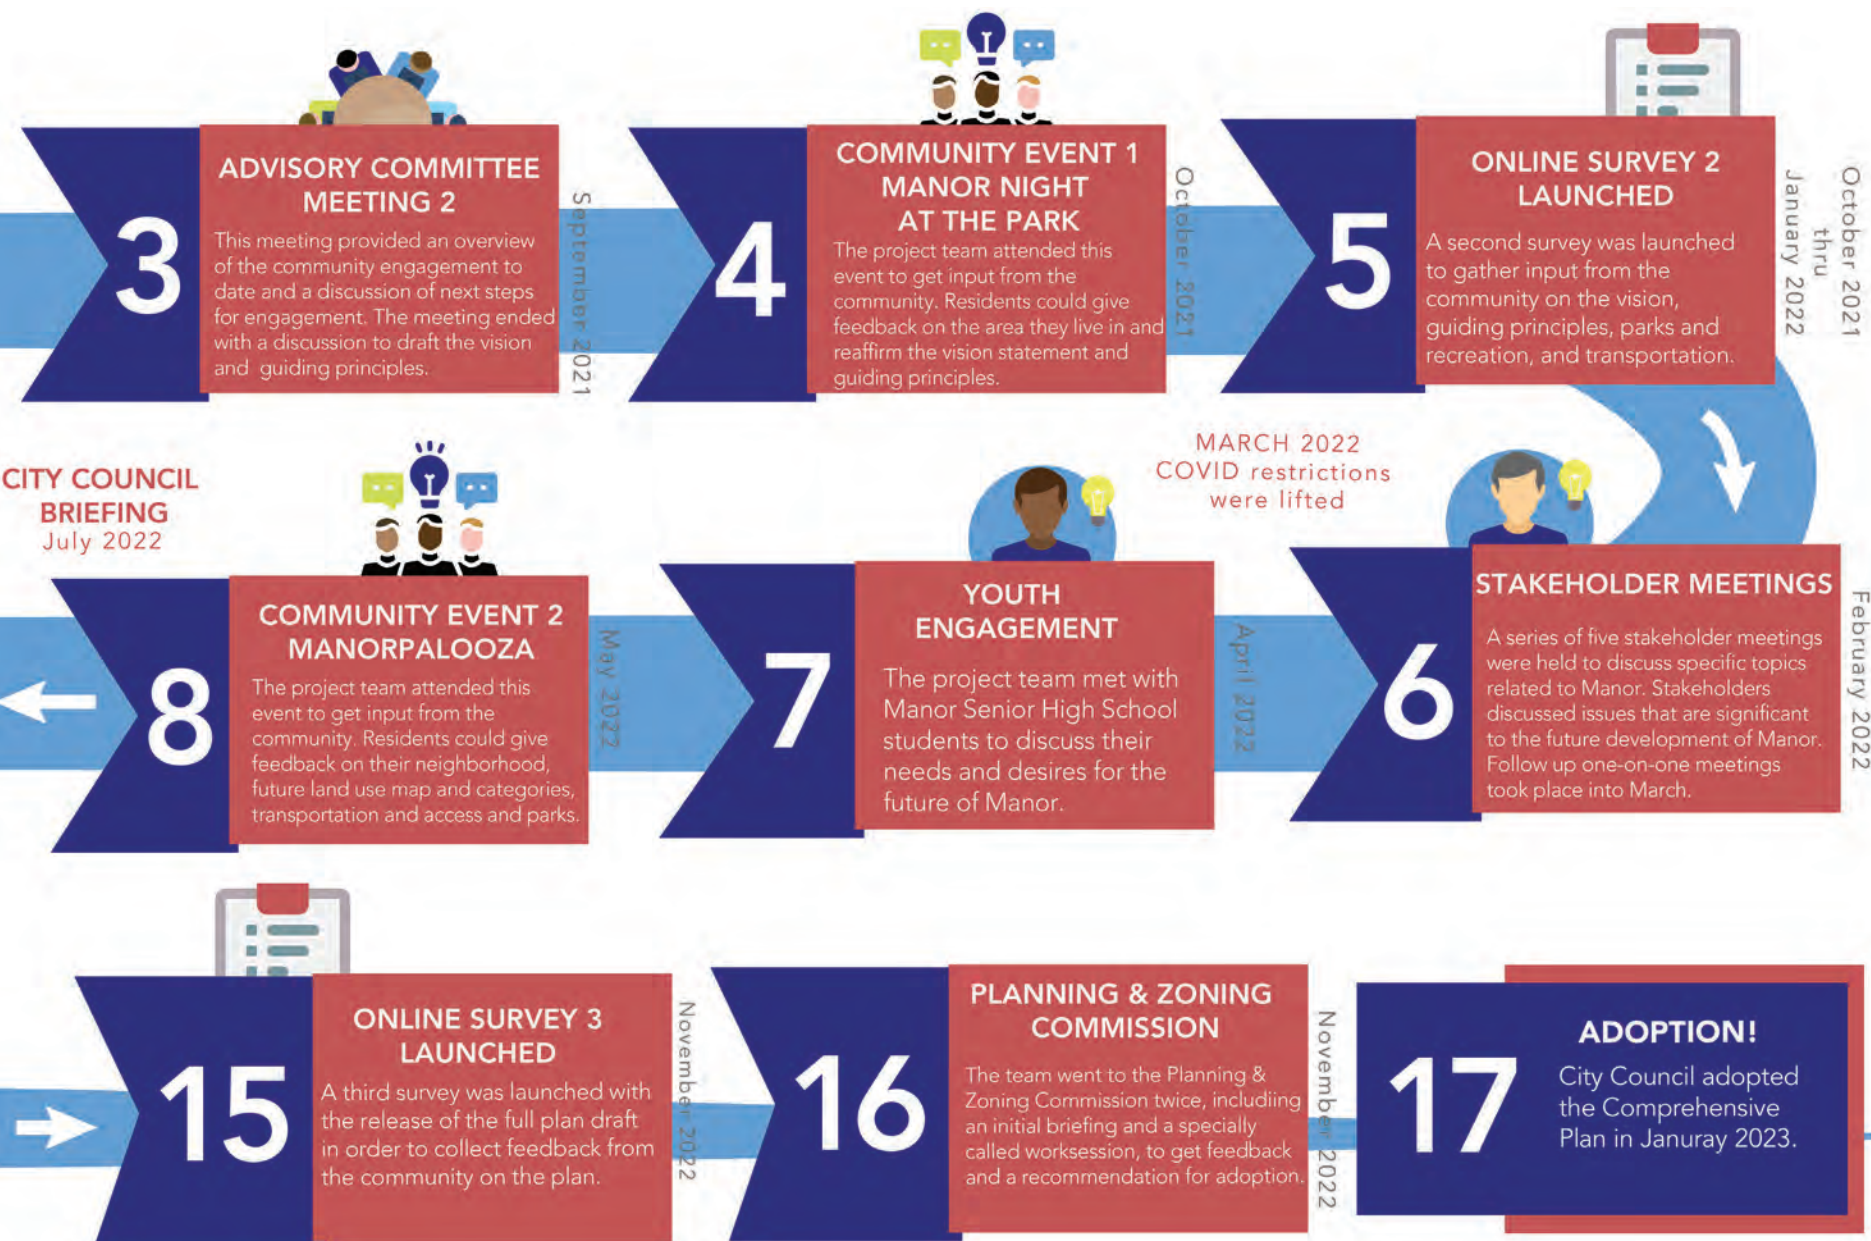 3
ADVISORY COMMITTEE
MEETING 2
This meeting provided an overview
of the community engagement to
date and a discussion of next steps
for engagement. The meeting ended
with a discussion to draft the vision
and guiding principles.
September 2021
4
COMMUNITY EVENT 1
MANOR NIGHT
AT THE PARK
The project team attended this
event to get input from the
community. Residents could give
feedback on the area they live in and
reaffirm the vision statement and
guiding principles.
October 2021
5
ONLINE SURVEY 2
LAUNCHED
A second survey was launched
to gather input from the
community on the vision,
guiding principles, parks and
recreation, and transportation.
October 2021
thru
January 2022
6
STAKEHOLDER MEETINGS
A series of five stakeholder meetings
were held to discuss specific topics
related to Manor. Stakeholders
discussed issues that are significant
to the future development of Manor.
Follow up one-on-one meetings
took place into March.
February 2022
MARCH 2022
COVID restrictions
were lifted
7
YOUTH
ENGAGEMENT
The project team met with
Manor Senior High School
students to discuss their
needs and desires for the
future of Manor.
April 2022
8
COMMUNITY EVENT 2
MANORPALOOZA
The project team attended this
event to get input from the
community. Residents could give
feedback on their neighborhood,
future land use map and categories,
transportation and access and parks.
May 2022
CITY COUNCIL
BRIEFING
July 2022
15
ONLINE SURVEY 3
LAUNCHED
A third survey was launched with
the release of the full plan draft
in order to collect feedback from
the community on the plan.
November 2022
16
PLANNING & ZONING
COMMISSION
The team went to the Planning &
Zoning Commission twice, includiing
an initial briefing and a specially
called worksession, to get feedback
and a recommendation for adoption.
November 2022
17
ADOPTION!
City Council adopted
the Comprehensive
Plan in Januray 2023.